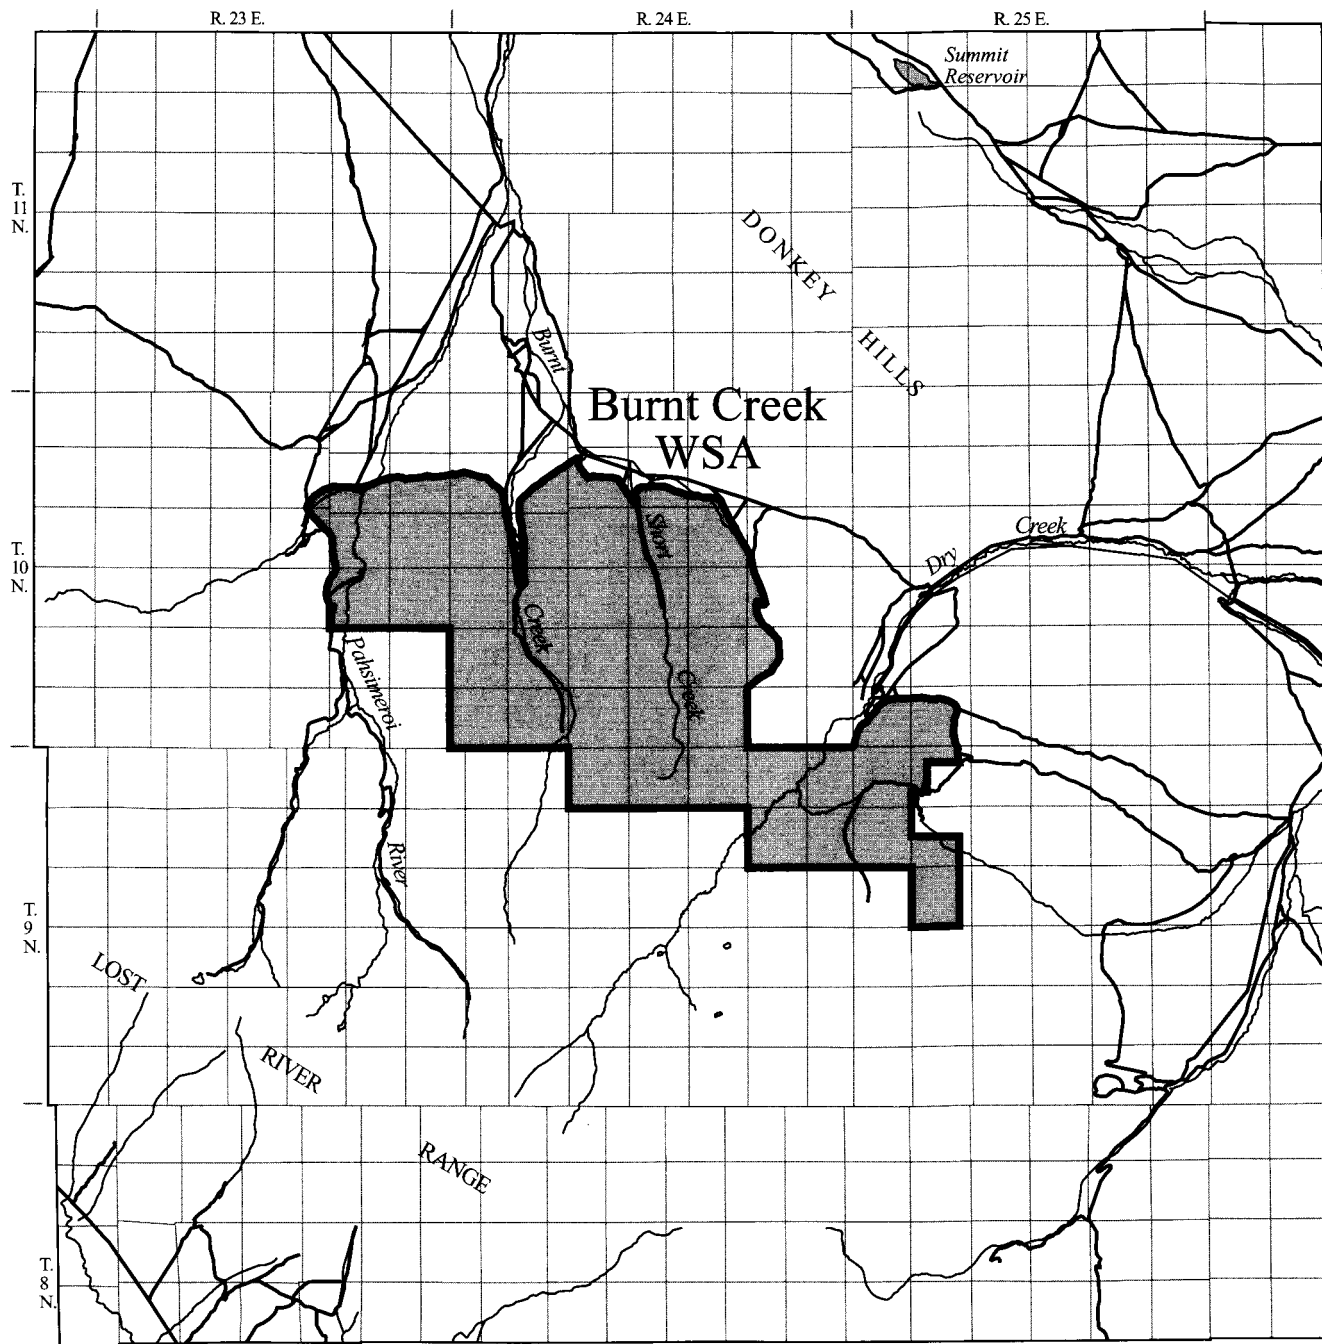 R. 23 E.
R. 24 E.
R. 25 E.
Summit
Reservoir
T.
11
N.
DONKEY
HILLS
Burnt
Burnt Creek
WSA
Short
Creek
Dry
T.
10
N.
Creek
Creek
Pahsimeroi
River
T.
9
N.
LOST
RIVER
RANGE
T.
8
N.